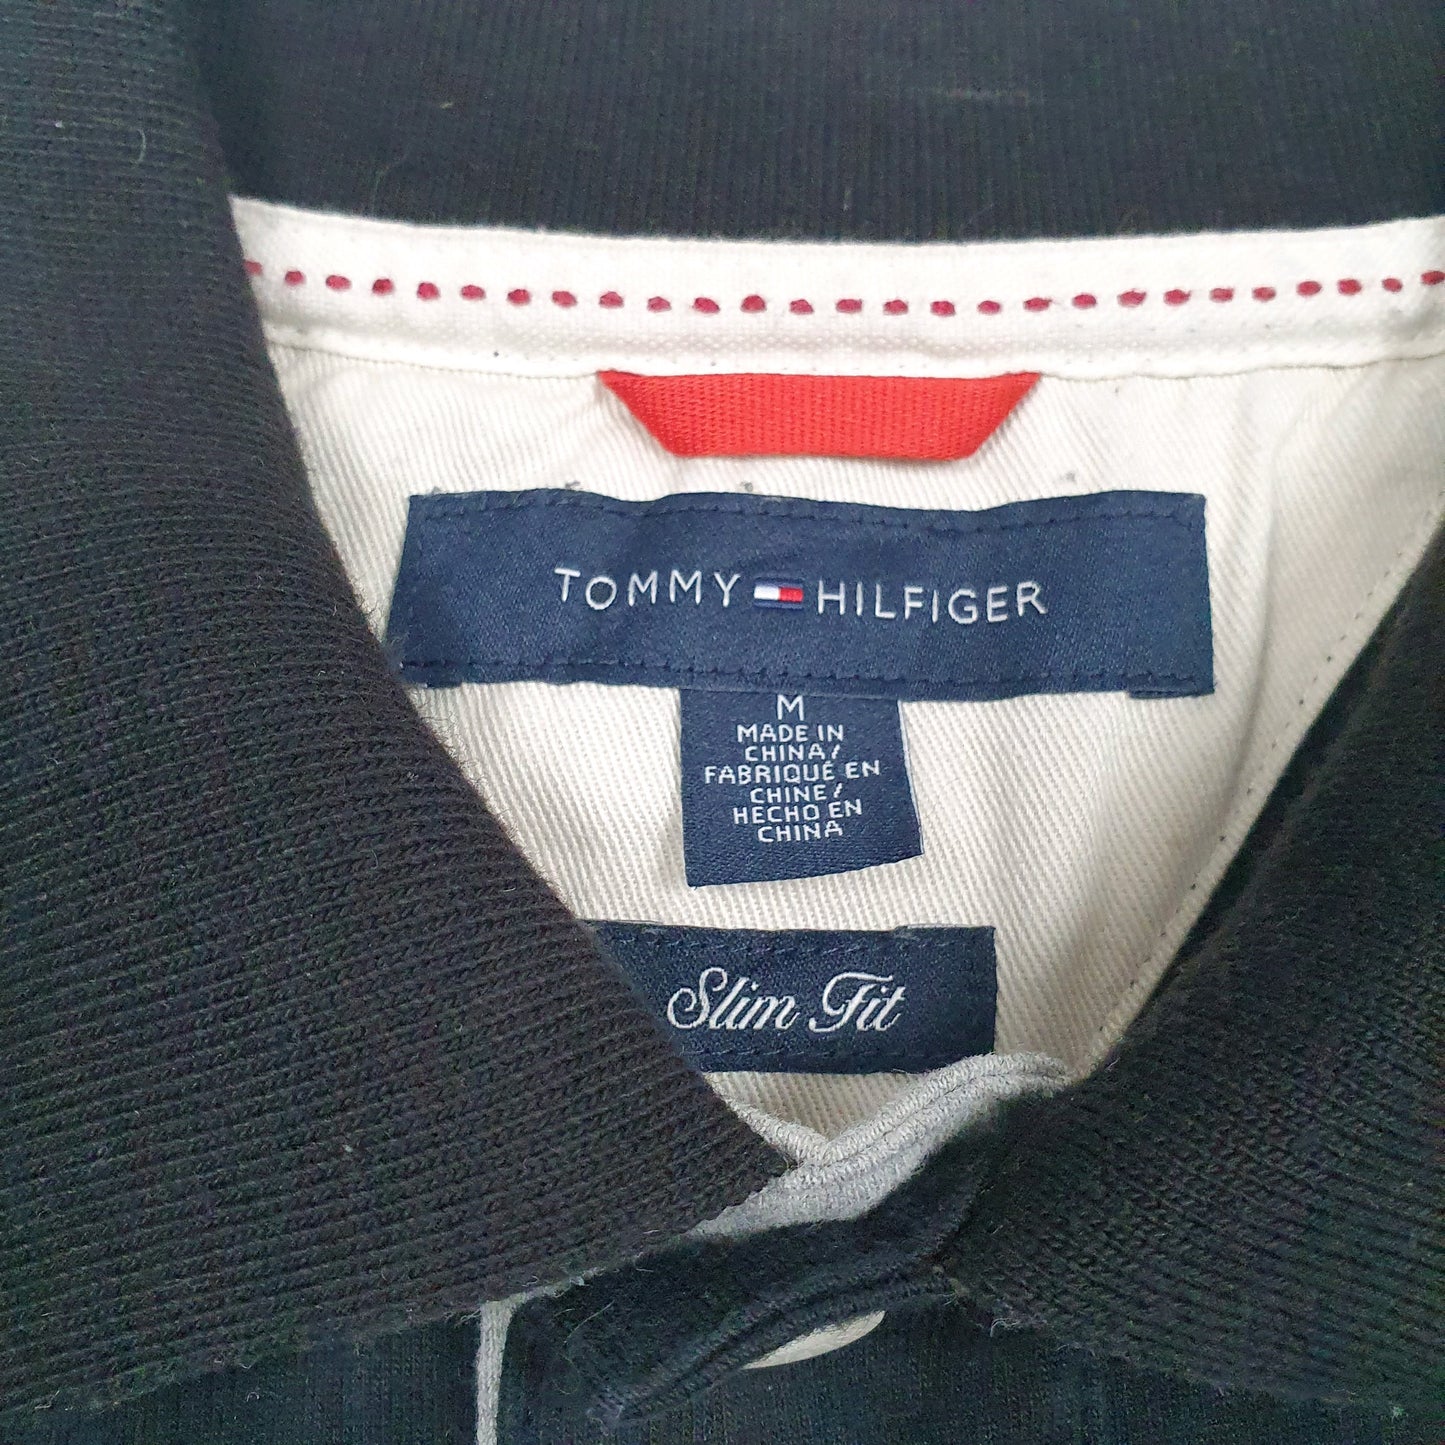 TOMMY HILFIGER
M
MADE IN
CHINA/
FABRIQUÉ EN
CHINE/
HECHO EN
CHINA
Slim Fit